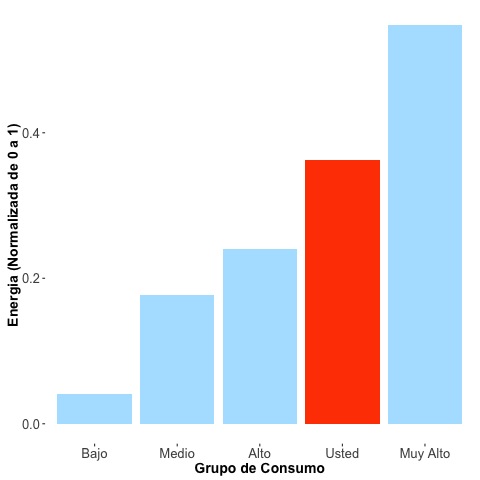 Energia (Normalizada de 0 a 1)
0.4
0.2
0.0
Bajo Medio Alto Usted Muy Alto
Grupo de Consumo